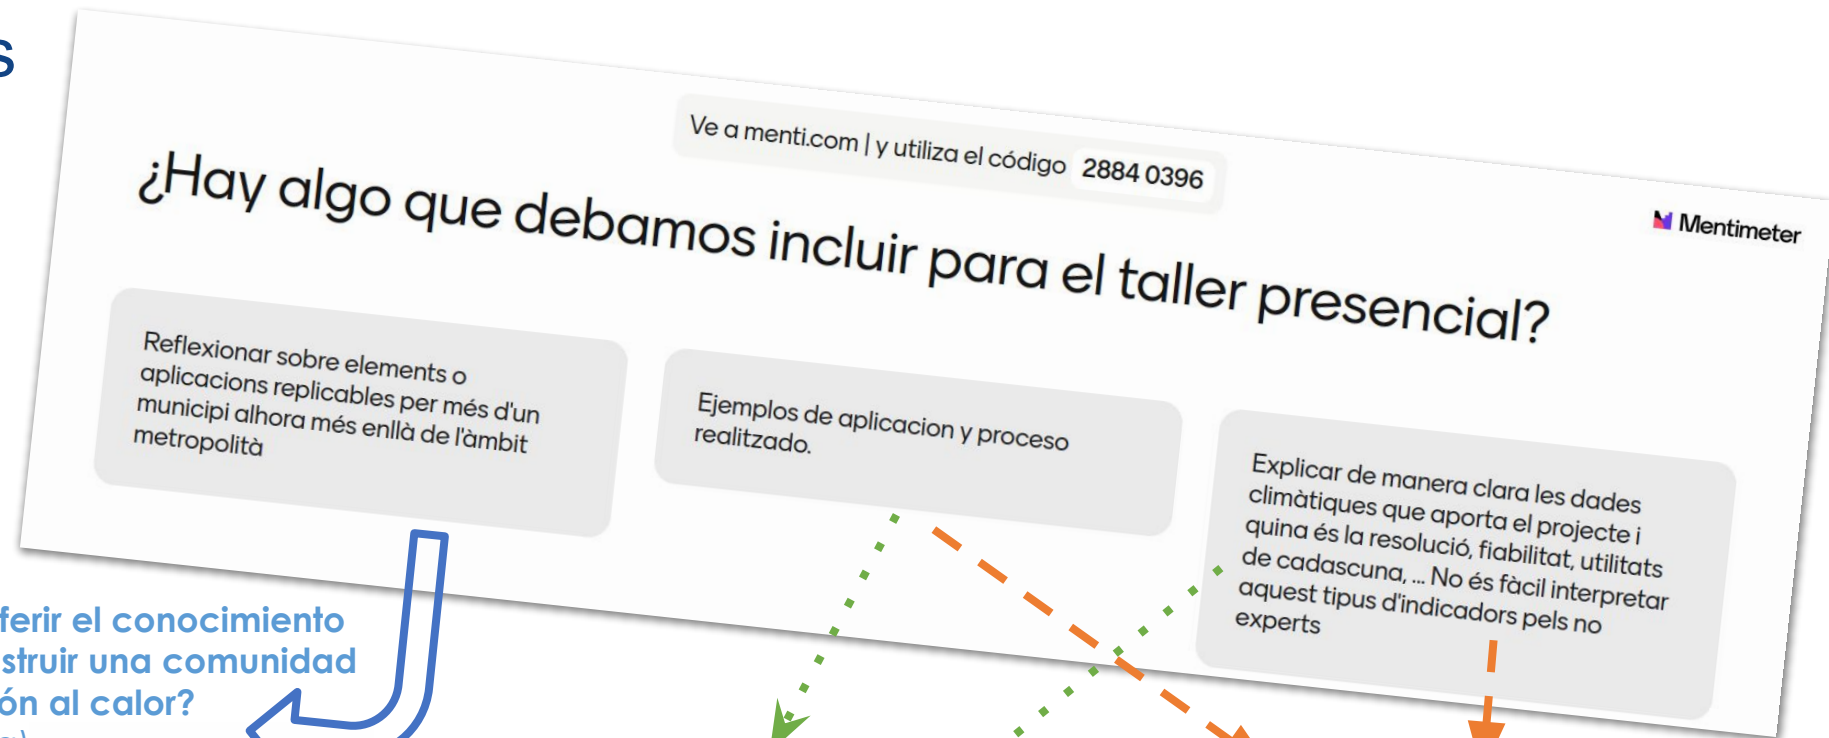 s
Ve a menti.com | y utiliza el código 2884 0396
Mentimeter
¿Hay algo que debamos incluir para el taller presencial?
Reflexionar sobre elements o
aplicacions replicables per més d'un
municipi alhora més enllà de l'àmbit
metropolità
Ejemplos de aplicacion y proceso
realitzado.
Explicar de manera clara les dades
climàtiques que aporta el projecte i
quina és la resolució, fiabilitat, utilitats
de cadascuna, ... No és fàcil interpretar
aquest tipus d'indicadors pels no
experts
ferir el conocimiento
struir una comunidad
ón al calor?